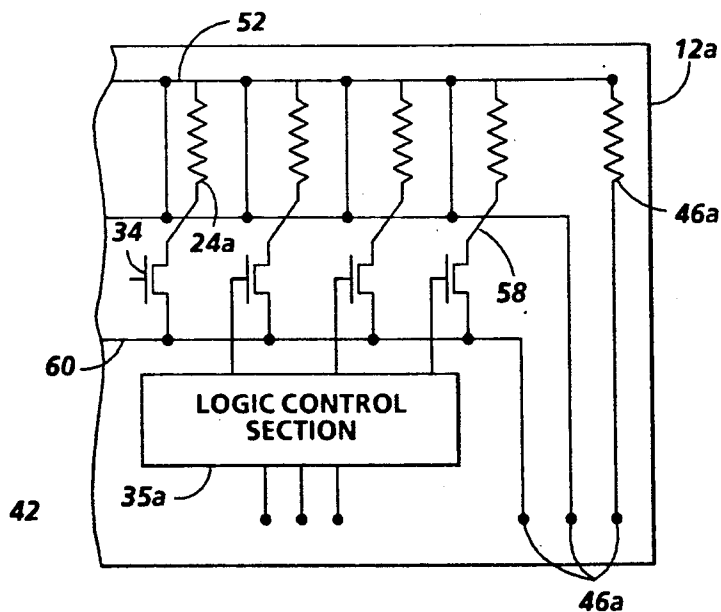 52
12a
34
24a
46a
58
60
LOGIC CONTROL
SECTION
35a
42
46a